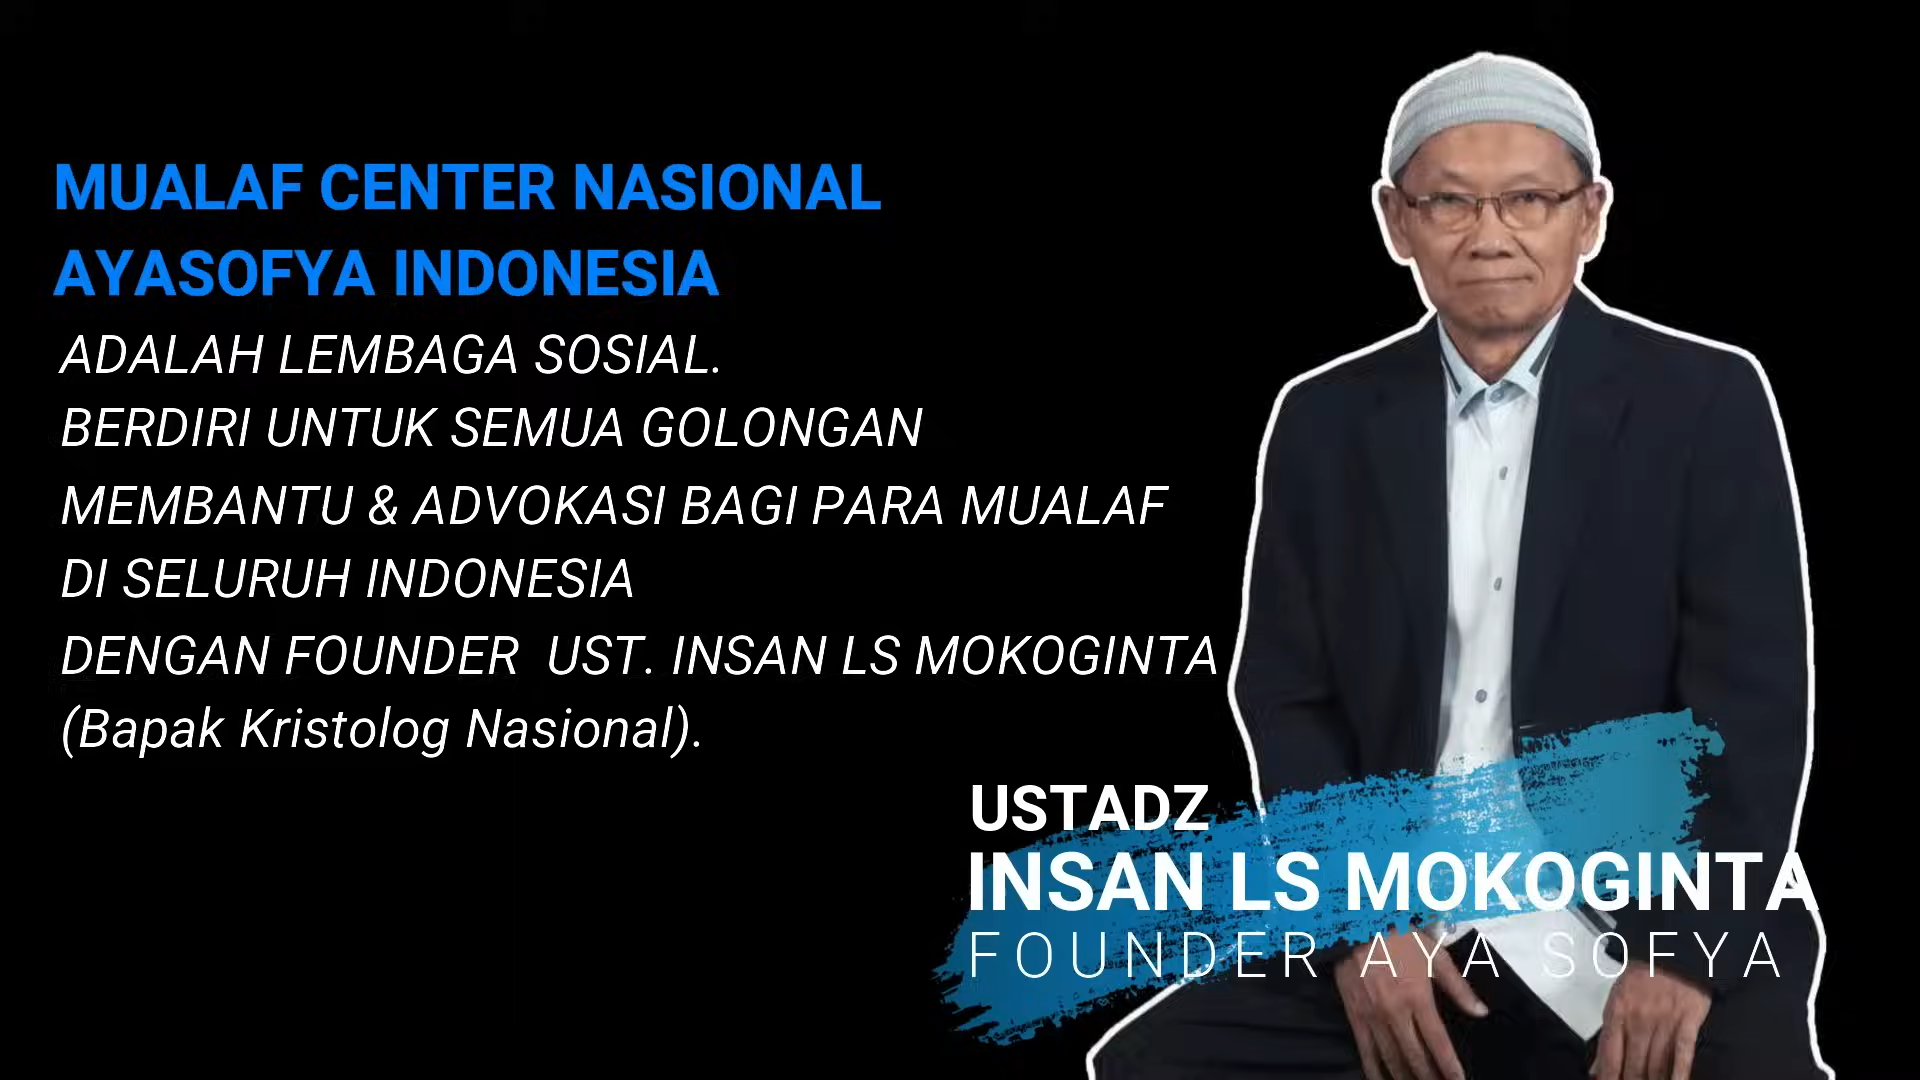 MUALAF CENTER NASIONAL
AYASOFYA INDONESIA
ADALAH LEMBAGA SOSIAL.
BERDIRI UNTUK SEMUA GOLONGAN
MEMBANTU & ADVOKASI BAGI PARA MUALAF
DI SELURUH INDONESIA
DENGAN FOUNDER UST. INSAN LS MOKOGINTA
(Bapak Kristolog Nasional).
USTADZ
INSAN LS MOKOGINTA
FOUNDER AYA SOFYA